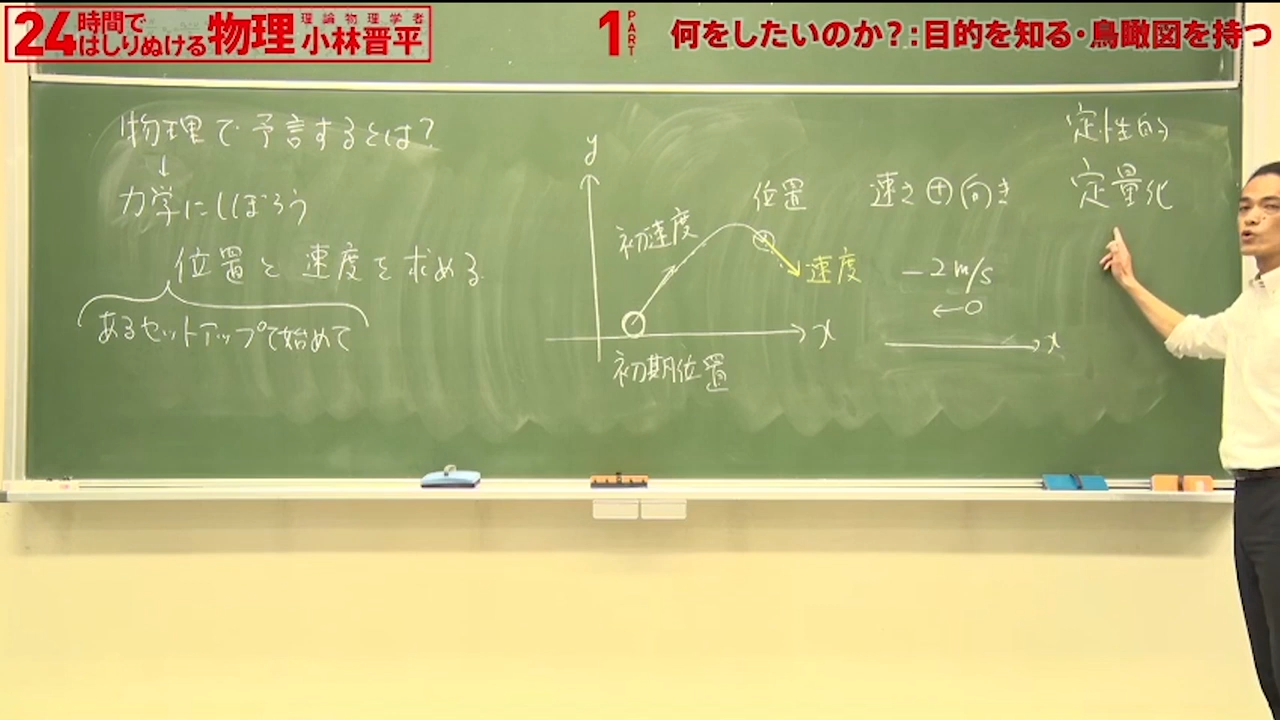 24時間ではしりぬける物理
理論物理学者
小林晋平
PART 1
何をしたいのか?:目的を知る・鳥瞰図を持つ
物理で予言するとは?
↓
力学にしぼろう
位置と速度を求める
あるセットアップで始めて
y
位置
初速度
速度
x
初期位置
速さ⊕向き
-2m/s
x
定性的
定量化